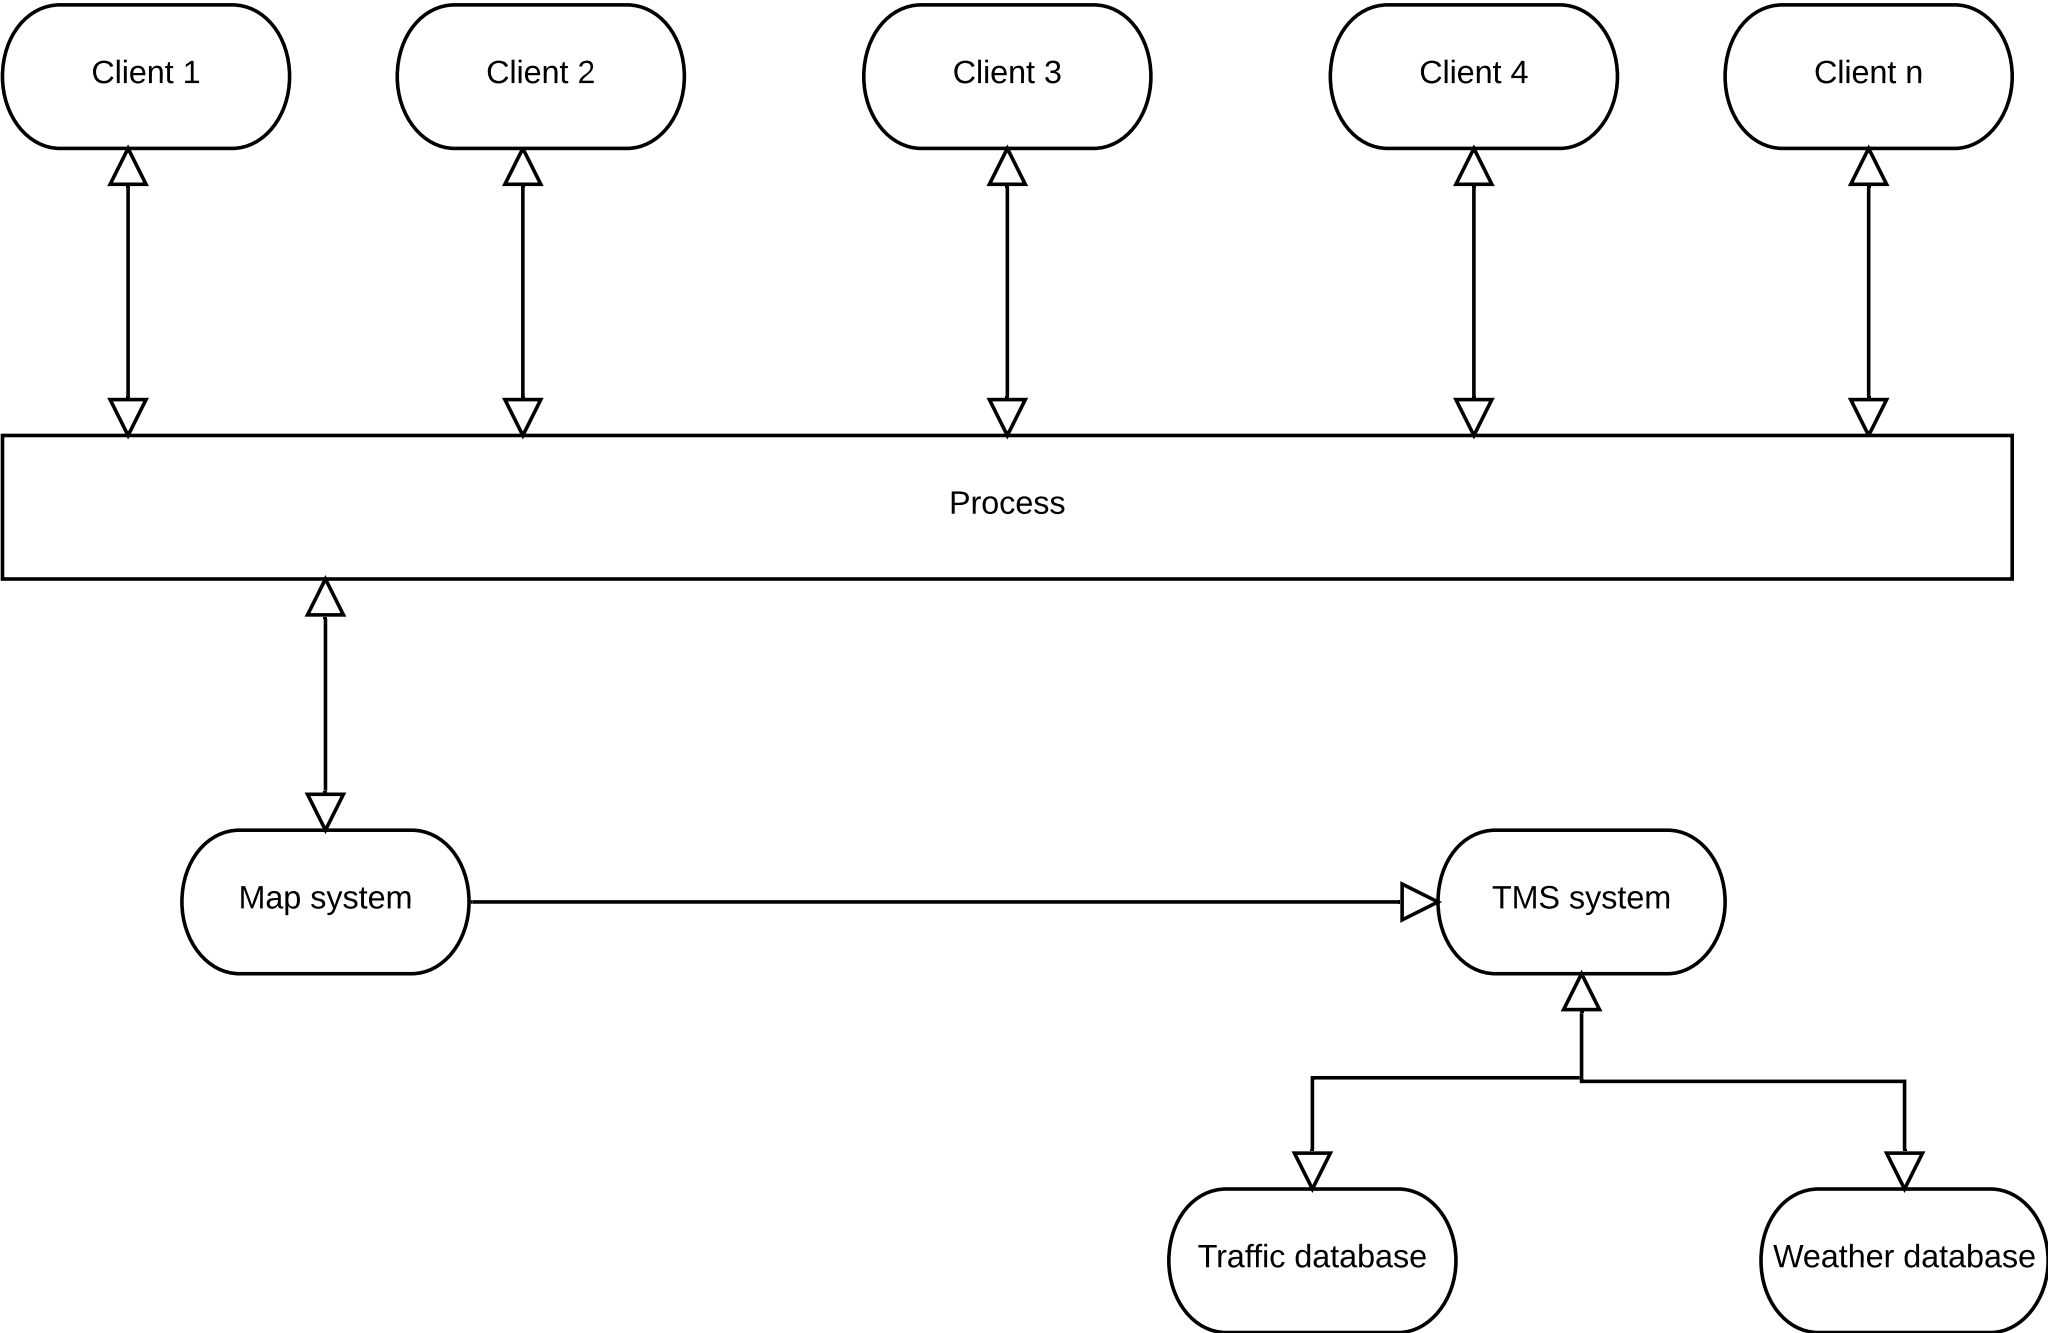 Client 1
Client 2
Client 3
Client 4
Client n
Process
Map system
TMS system
Traffic database
Weather database